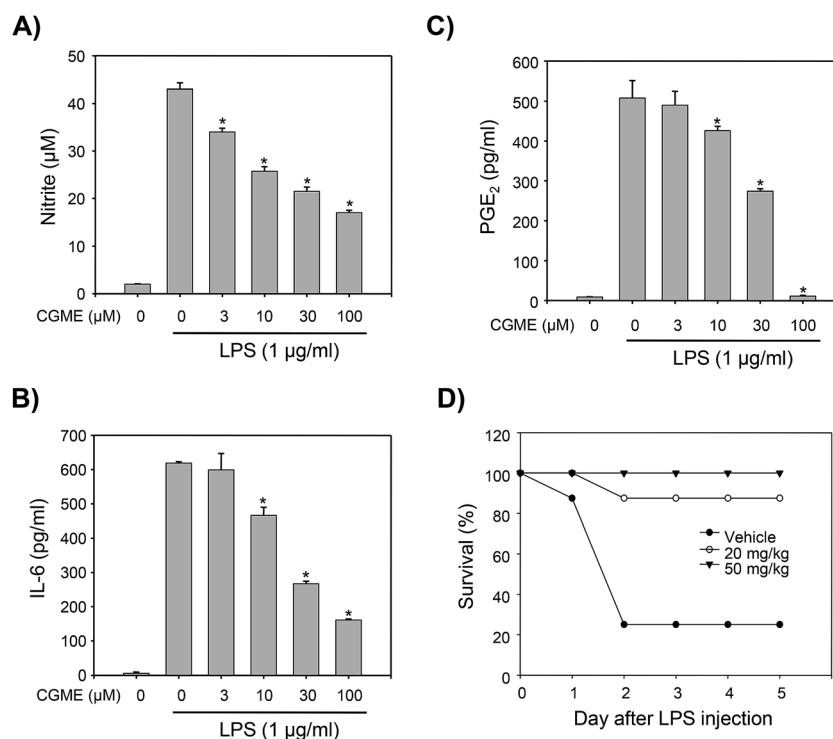 A)
50
40
30
20
10
0
Nitrite (µM)
* * * *
CGME (µM) 0 0 3 10 30 100
LPS (1 µg/ml)
B)
700
600
500
400
300
200
100
0
IL-6 (pg/ml)
* * *
CGME (µM) 0 0 3 10 30 100
LPS (1 µg/ml)
C)
600
500
400
300
200
100
0
PGE₂ (pg/ml)
* * *
CGME (µM) 0 0 3 10 30 100
LPS (1 µg/ml)
D)
120
100
80
60
40
20
0
Survival (%)
Vehicle
20 mg/kg
50 mg/kg
0 1 2 3 4 5
Day after LPS injection